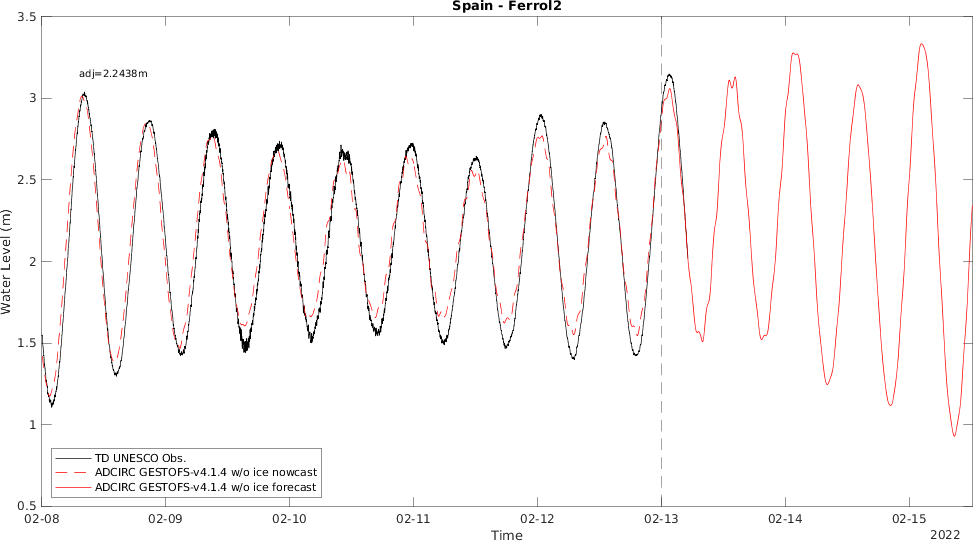 Spain - Ferrol2
3.5
adj=2.2438m
3
2.5
2
1.5
1
0.5
Water Level (m)
TD UNESCO Obs.
ADCIRC GESTOFS-v4.1.4 w/o ice nowcast
ADCIRC GESTOFS-v4.1.4 w/o ice forecast
02-08 02-09 02-10 02-11 02-12 02-13 02-14 02-15
Time
2022